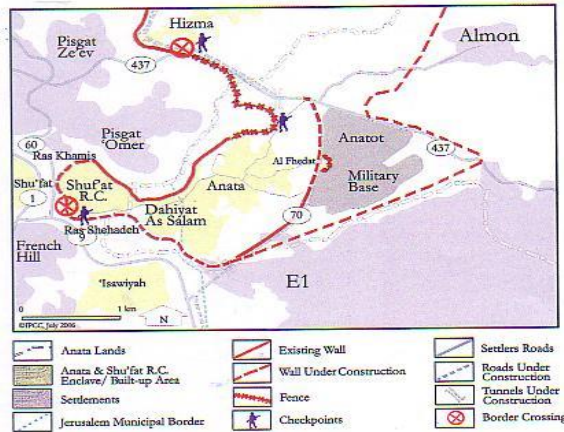 Hizma
Almon
Pisgat
Ze'ev
437
Pisgat
'Omer
Anatot
60
Ras Khamis
Al Fhedat
437
Shu'fat
Shuf'at
R.C.
Anata
Military
Base
1
Dahiyat
As Salam
70
Ras Shehadeh
French
Hill
9
E1
'Isawiyah
0
1 km
N
©IPCC, July 2006
Anata Lands
Existing Wall
Settlers Roads
Anata & Shu'fat R.C.
Enclave/ Built-up Area
Wall Under Construction
Roads Under
Construction
Settlements
Fence
Tunnels Under
Construction
Jerusalem Municipal Border
Checkpoints
Border Crossing